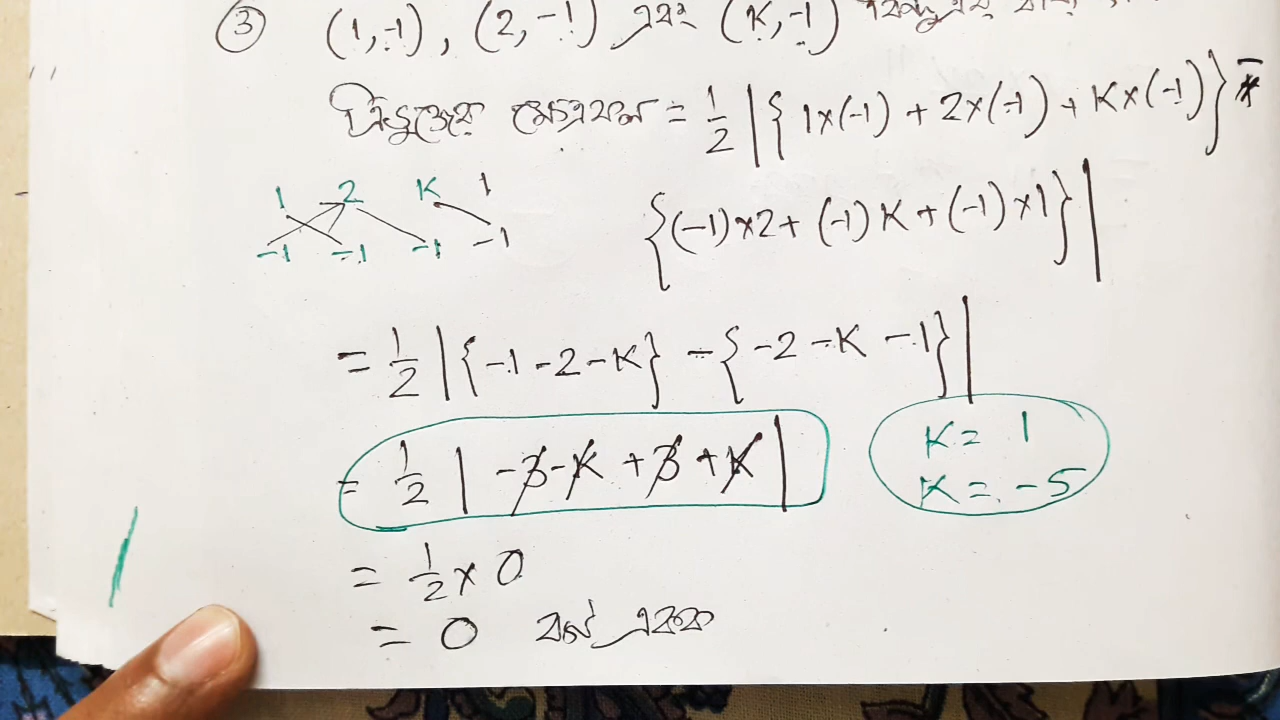 ③ (1,-1), (2,-1) এবং (K,-1)
ত্রিভুজের ক্ষেত্রফল = 1/2 |{1×(-1) + 2×(-1) + K×(-1)} -
1 2 K 1
{(-1)×2 + (-1)K + (-1)×1}|
-1 -1 -1 -1
= 1/2 |{-1-2-K} - {-2-K-1}|
= 1/2 |-3-K+3+K|
K = 1
K = -5
= 1/2 × 0
= 0 বর্গ একক